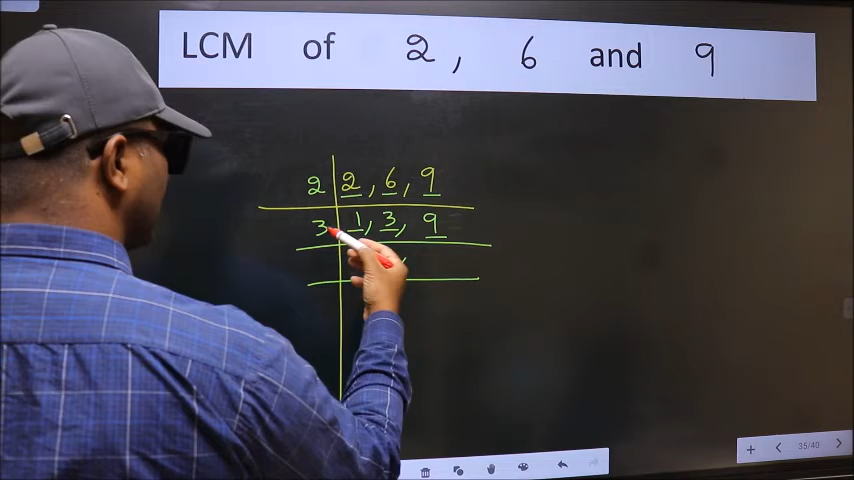 LCM of 2, 6 and 9
2 2, 6, 9
3 1, 3, 9
,
35/40